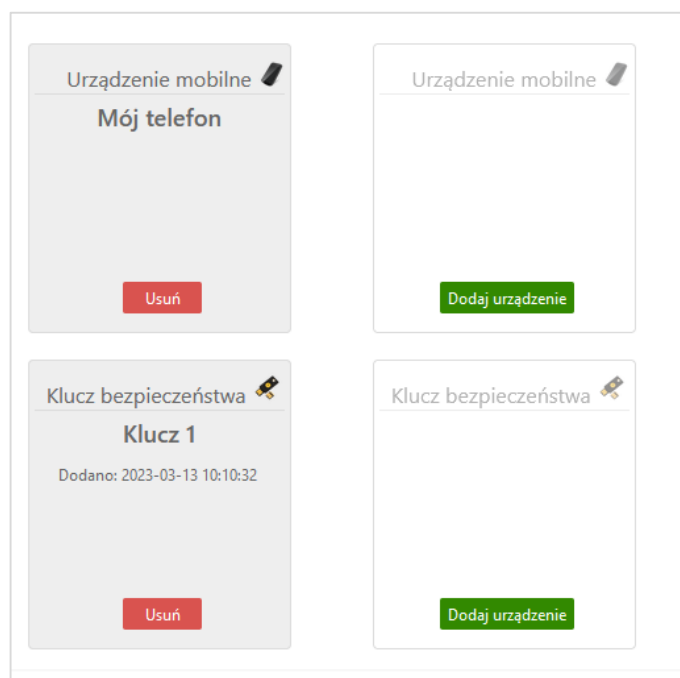 Urządzenie mobilne
Mój telefon
Usuń
Urządzenie mobilne
Dodaj urządzenie
Klucz bezpieczeństwa
Klucz 1
Dodano: 2023-03-13 10:10:32
Usuń
Klucz bezpieczeństwa
Dodaj urządzenie